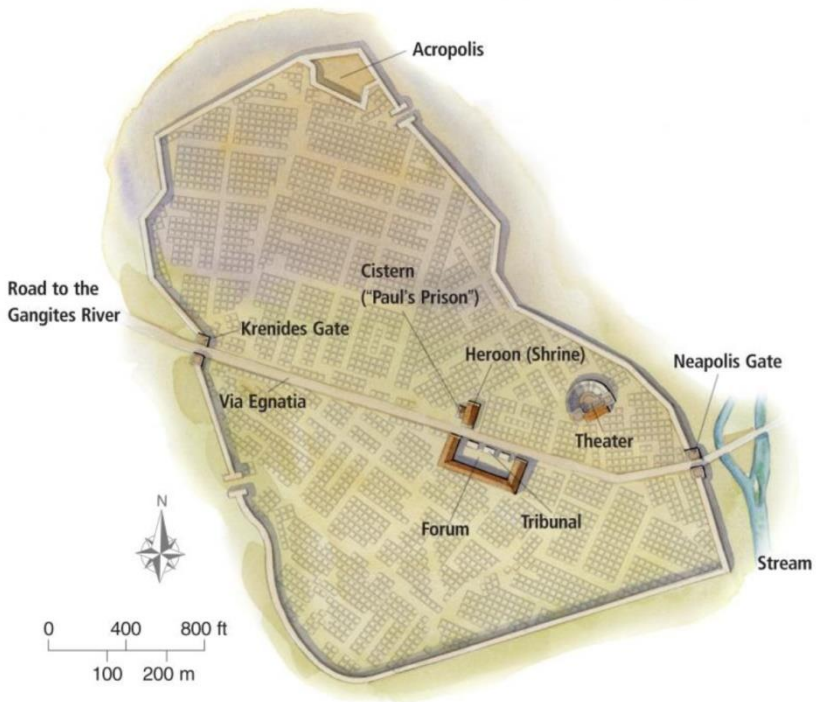 Acropolis
Cistern
("Paul's Prison")
Road to the
Gangites River
Krenides Gate
Heroon (Shrine)
Neapolis Gate
Via Egnatia
Theater
Forum
Tribunal
Stream
N
0 400 800 ft
100 200 m